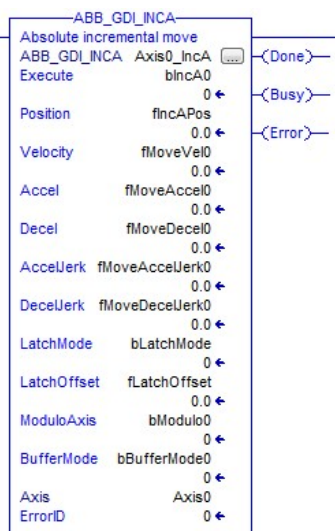 ABB_GDI_INCA
Absolute incremental move
ABB_GDI_INCA Axis0_IncA ... (Done)
Execute bIncA0
0 (Busy)
Position fIncAPos
0.0 (Error)
Velocity fMoveVel0
0.0
Accel fMoveAccel0
0.0
Decel fMoveDecel0
0.0
AccelJerk fMoveAccelJerk0
0.0
DecelJerk fMoveDecelJerk0
0.0
LatchMode bLatchMode
0
LatchOffset fLatchOffset
0.0
ModuloAxis bModulo0
0
BufferMode bBufferMode0
0
Axis Axis0
ErrorID 0